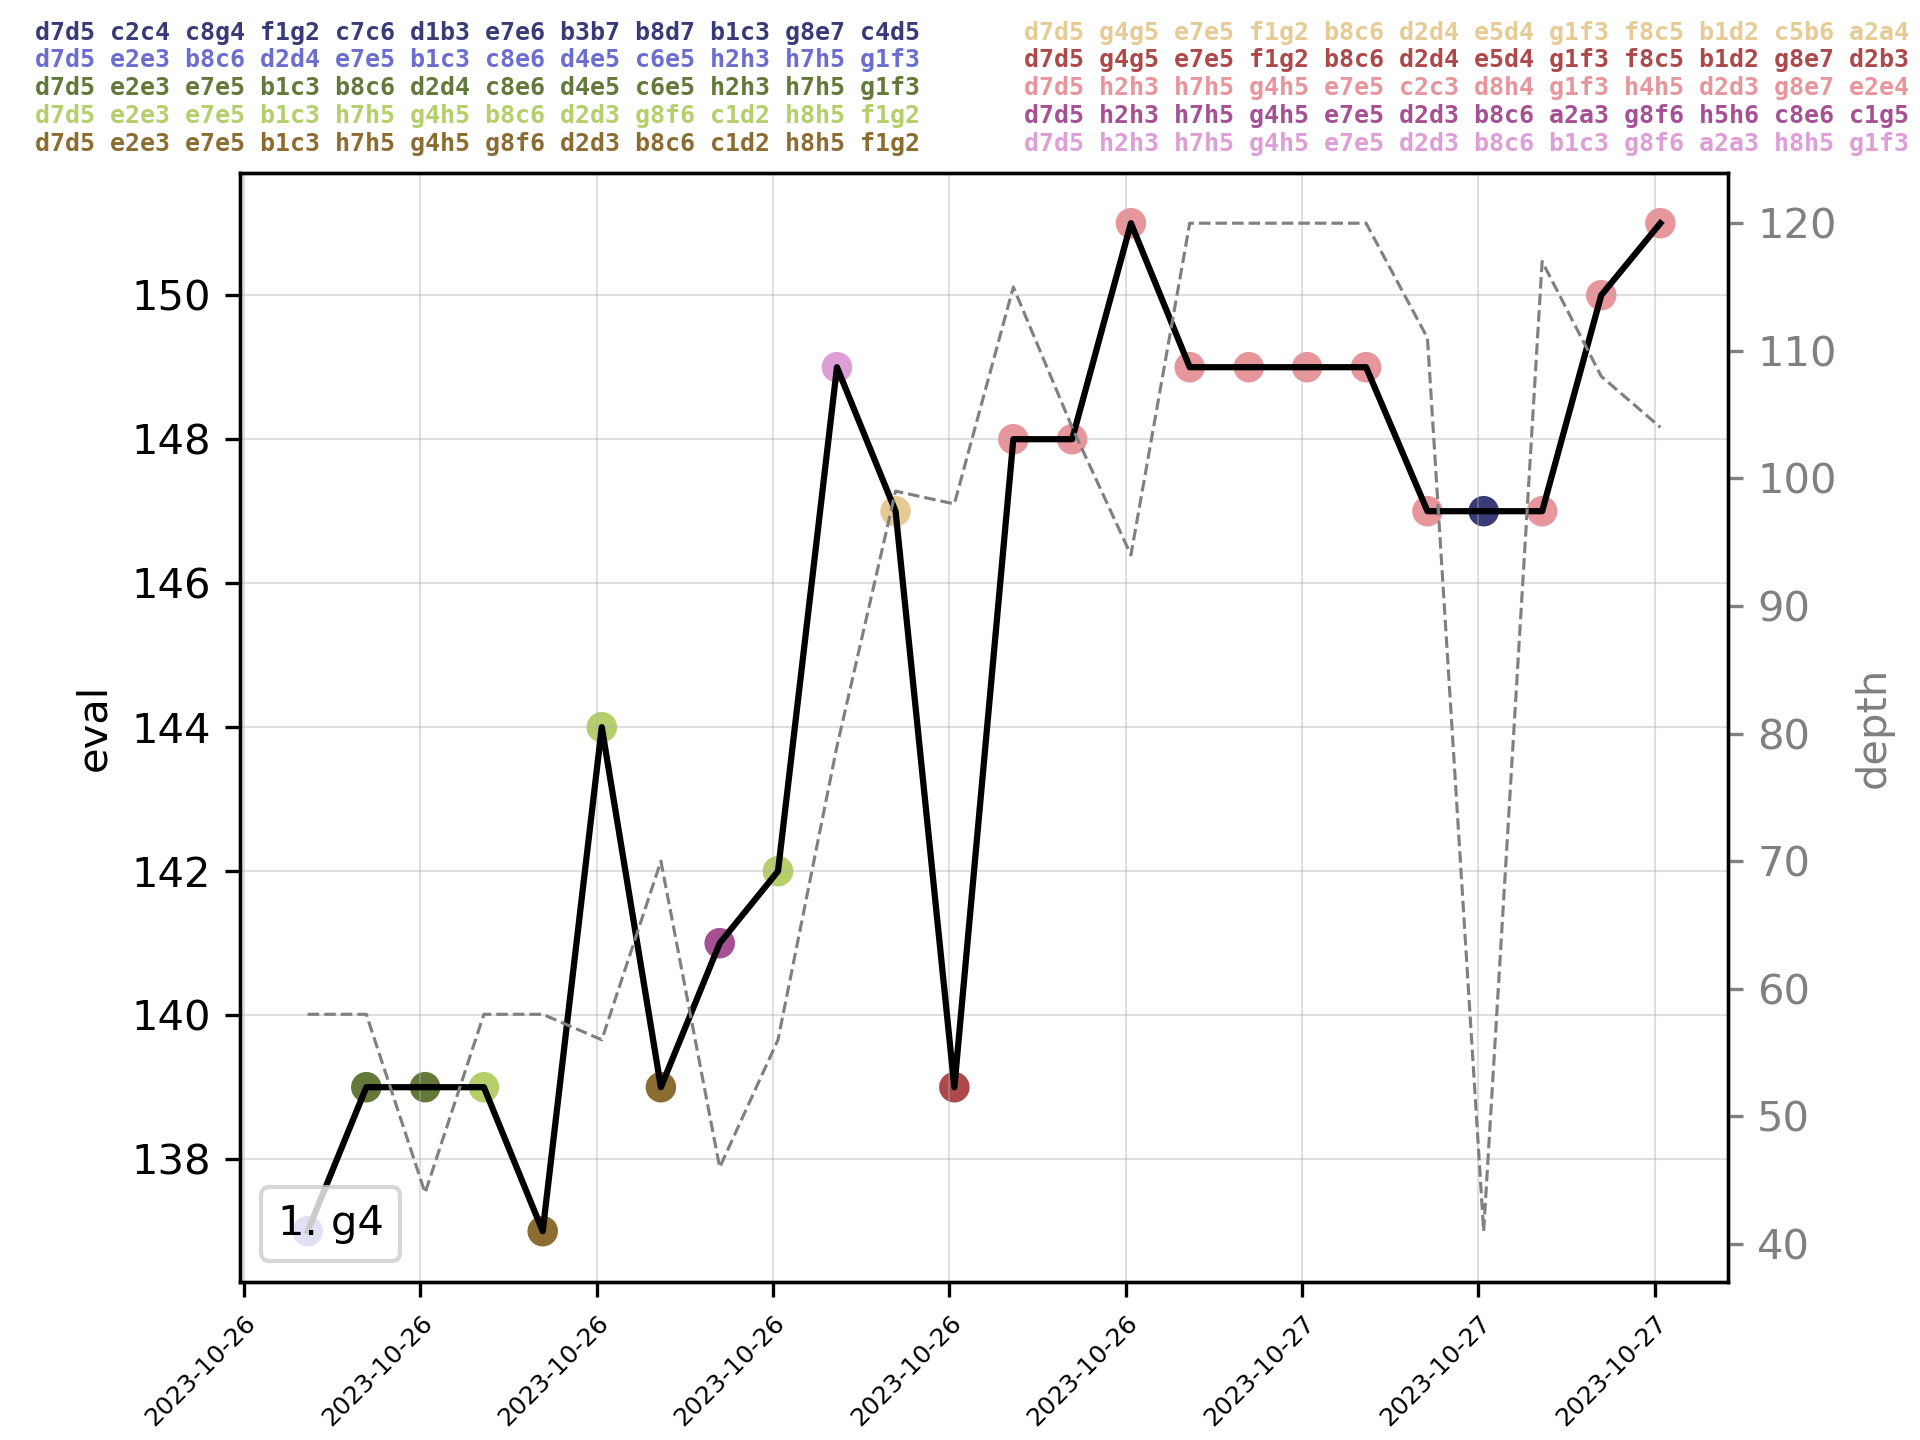 d7d5 c2c4 c8g4 f1g2 c7c6 d1b3 e7e6 b3b7 b8d7 b1c3 g8e7 c4d5
d7d5 e2e3 b8c6 d2d4 e7e5 b1c3 c8e6 d4e5 c6e5 h2h3 h7h5 g1f3
d7d5 e2e3 e7e5 b1c3 b8c6 d2d4 c8e6 d4e5 c6e5 h2h3 h7h5 g1f3
d7d5 e2e3 e7e5 b1c3 h7h5 g4h5 b8c6 d2d3 g8f6 c1d2 h8h5 f1g2
d7d5 e2e3 e7e5 b1c3 h7h5 g4h5 g8f6 d2d3 b8c6 c1d2 h8h5 f1g2
d7d5 g4g5 e7e5 f1g2 b8c6 d2d4 e5d4 g1f3 f8c5 b1d2 c5b6 a2a4
d7d5 g4g5 e7e5 f1g2 b8c6 d2d4 e5d4 g1f3 f8c5 b1d2 g8e7 d2b3
d7d5 h2h3 h7h5 g4h5 e7e5 c2c3 d8h4 g1f3 h4h5 d2d3 g8e7 e2e4
d7d5 h2h3 h7h5 g4h5 e7e5 d2d3 b8c6 a2a3 g8f6 h5h6 c8e6 c1g5
d7d5 h2h3 h7h5 g4h5 e7e5 d2d3 b8c6 b1c3 g8f6 a2a3 h8h5 g1f3
eval
150
148
146
144
142
140
138
1. g4
120
110
100
90
80
70
60
50
40
depth
2023-10-26
2023-10-26
2023-10-26
2023-10-26
2023-10-26
2023-10-26
2023-10-27
2023-10-27
2023-10-27